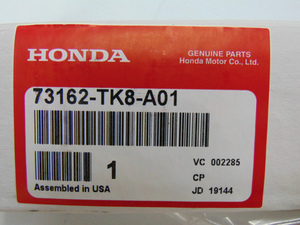 HONDA
GENUINE PARTS
Honda Motor Co., Ltd.
73162-TK8-A01
1
VC 002285
CP
Assembled in USA
JD 19144